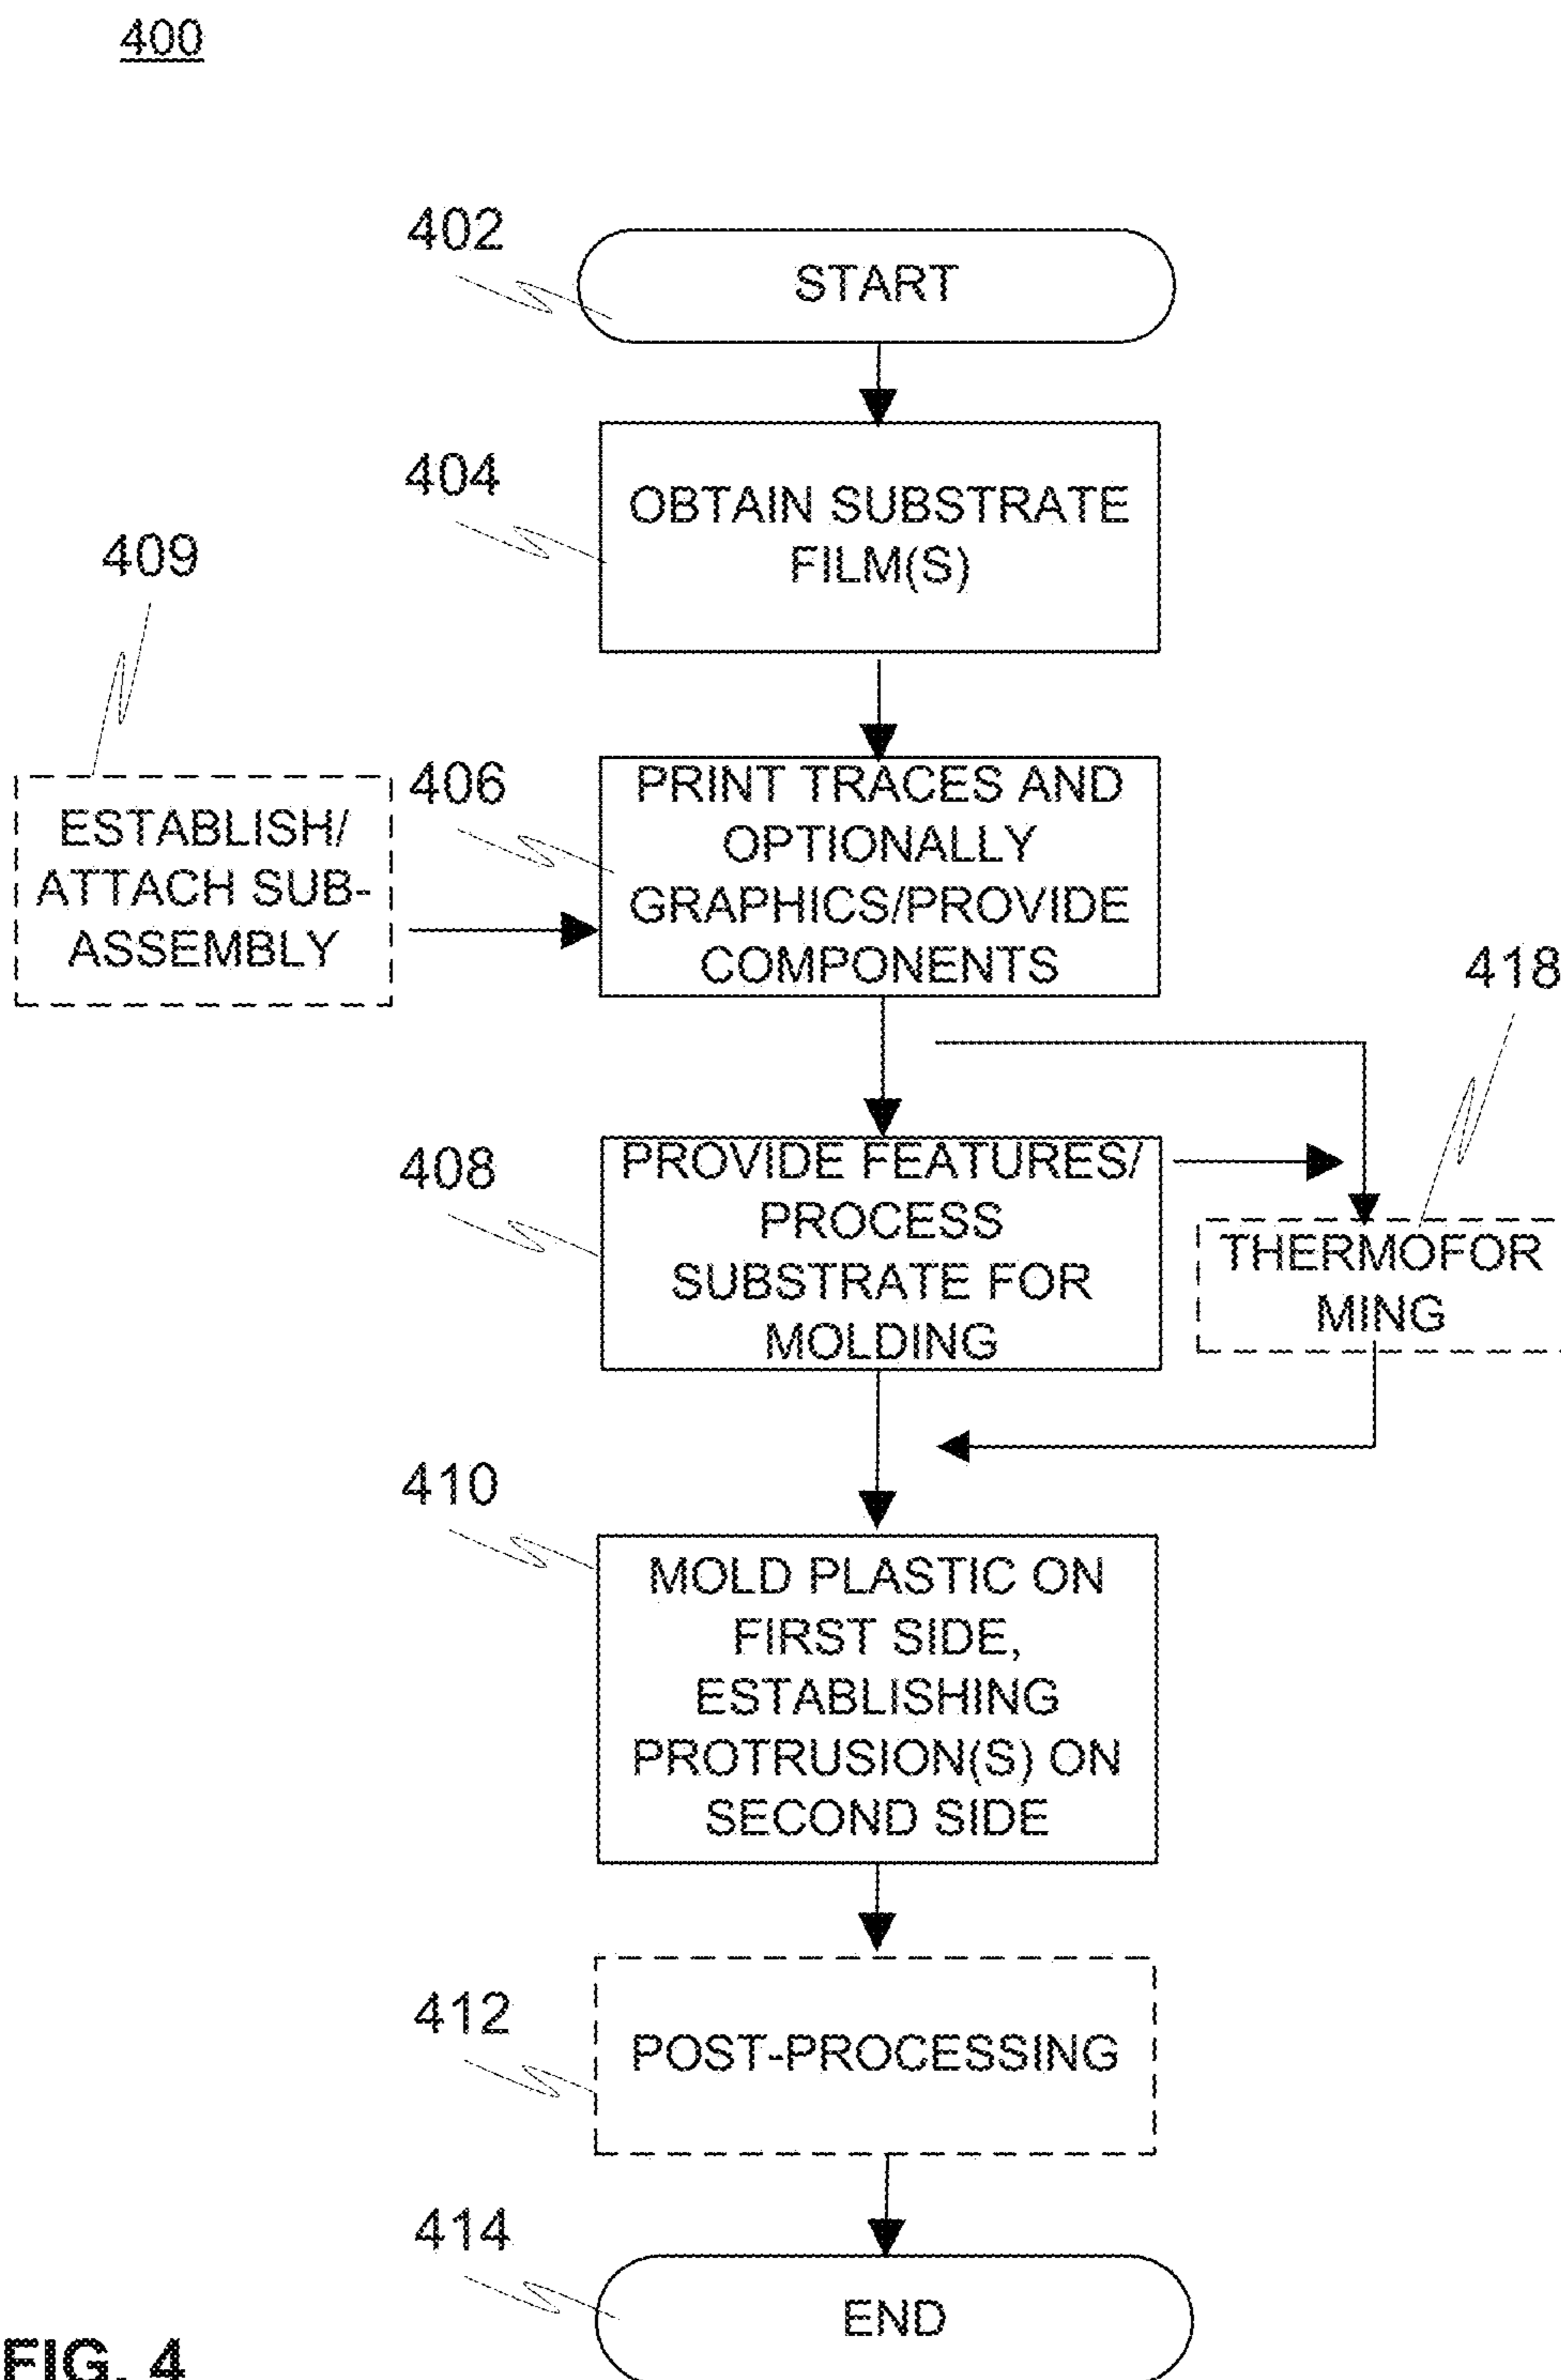 400
402
START
404
OBTAIN SUBSTRATE
FILM(S)
409
ESTABLISH/
ATTACH SUB-
ASSEMBLY
406
PRINT TRACES AND
OPTIONALLY
GRAPHICS/PROVIDE
COMPONENTS
418
408
PROVIDE FEATURES/
PROCESS
SUBSTRATE FOR
MOLDING
THERMOFOR
MING
410
MOLD PLASTIC ON
FIRST SIDE,
ESTABLISHING
PROTRUSION(S) ON
SECOND SIDE
412
POST-PROCESSING
414
END
FIG. 4